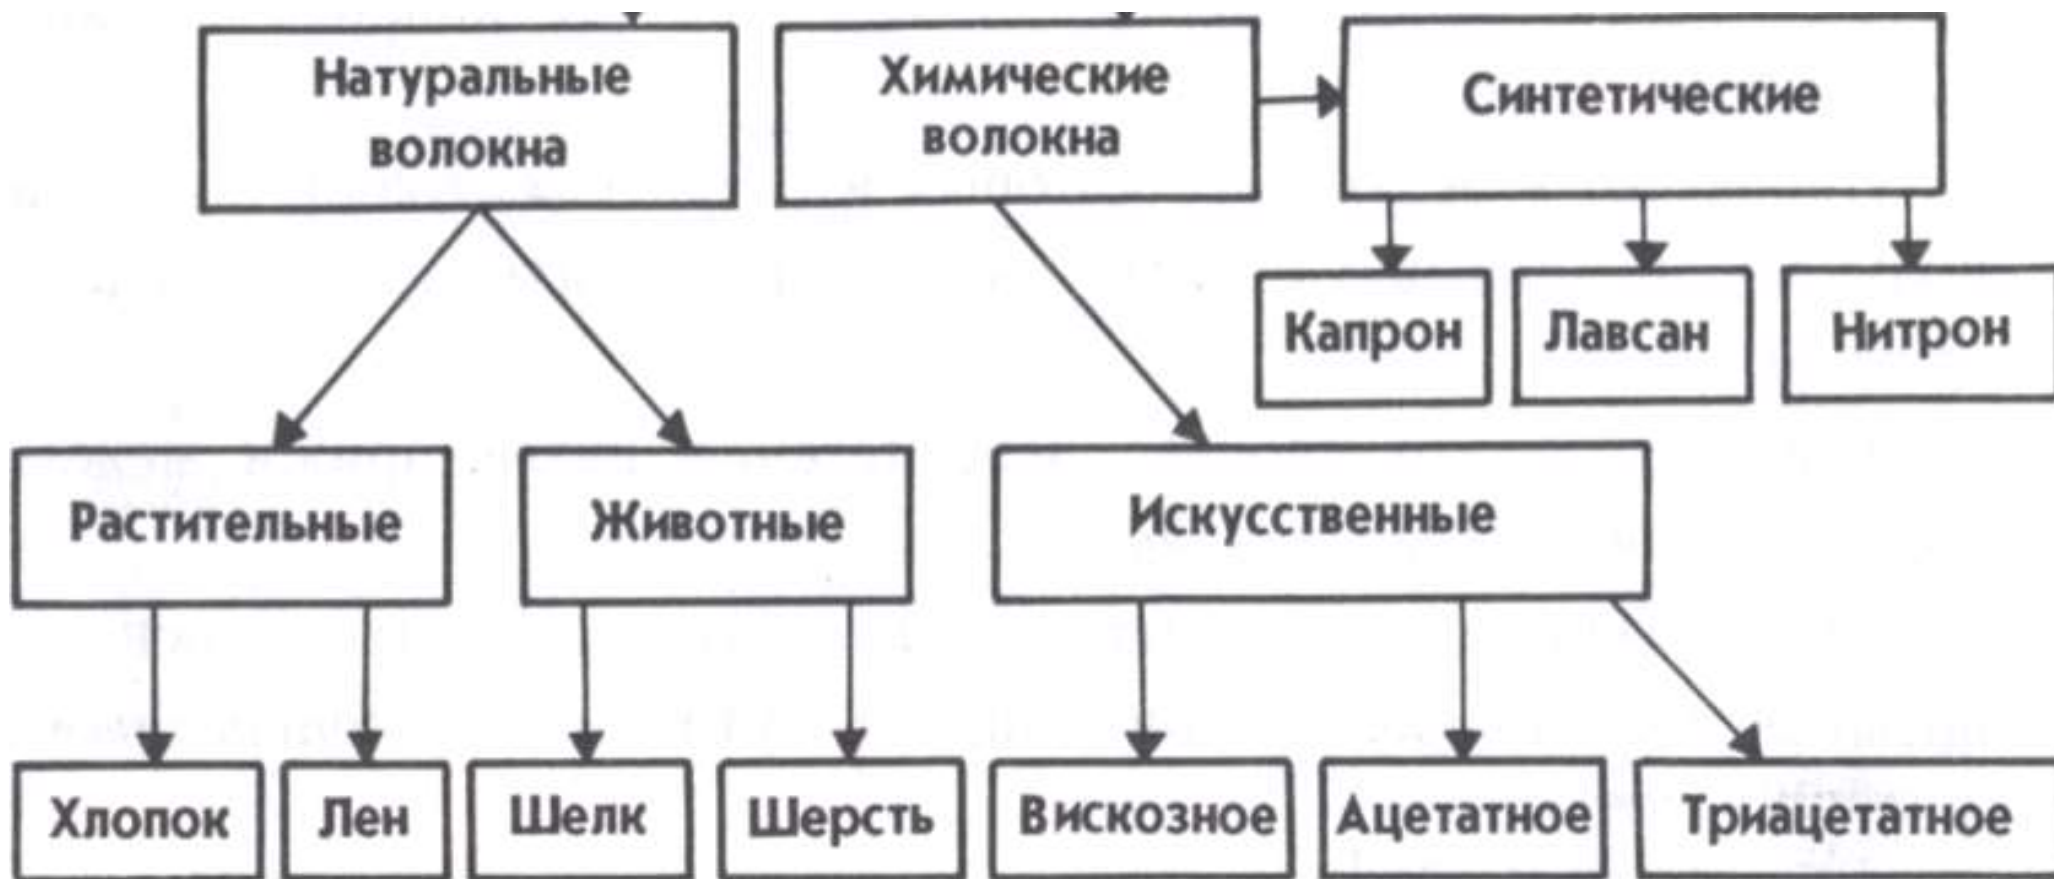 Натуральные
волокна
Химические
волокна
Синтетические
Капрон
Лавсан
Нитрон
Растительные
Животные
Искусственные
Хлопок
Лен
Шелк
Шерсть
Вискозное
Ацетатное
Триацетатное